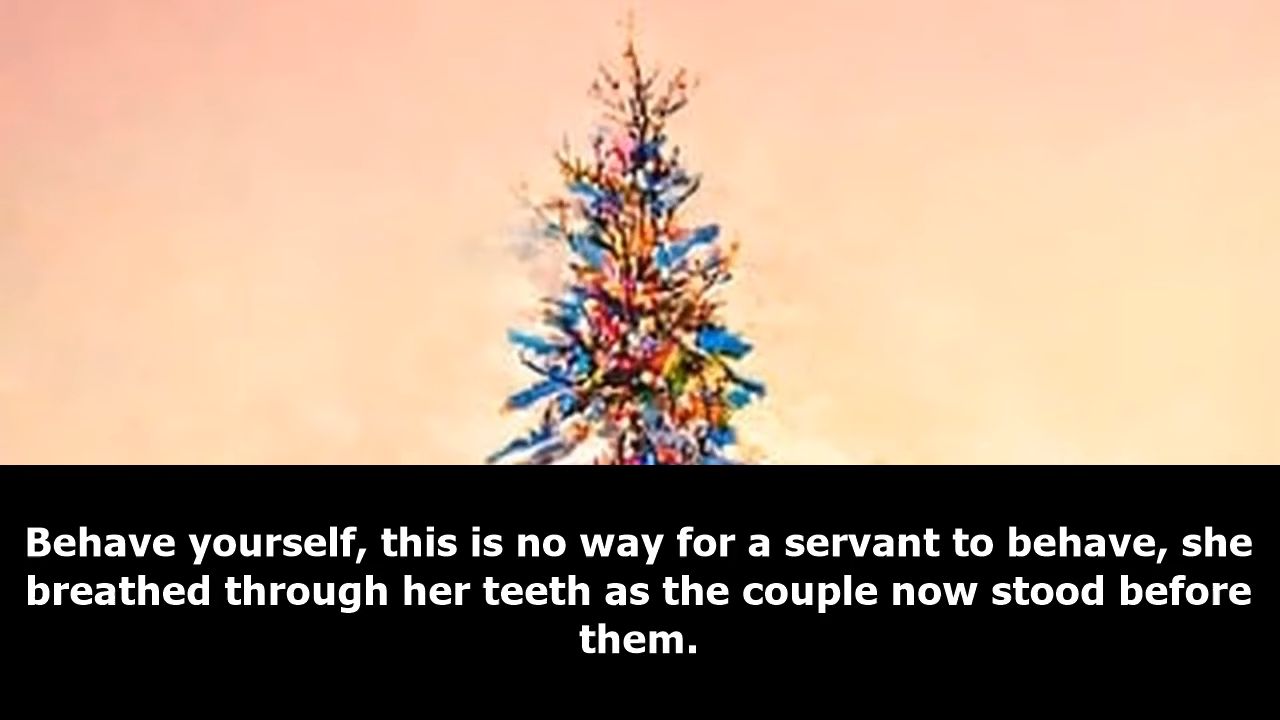 Behave yourself, this is no way for a servant to behave, she
breathed through her teeth as the couple now stood before
them.